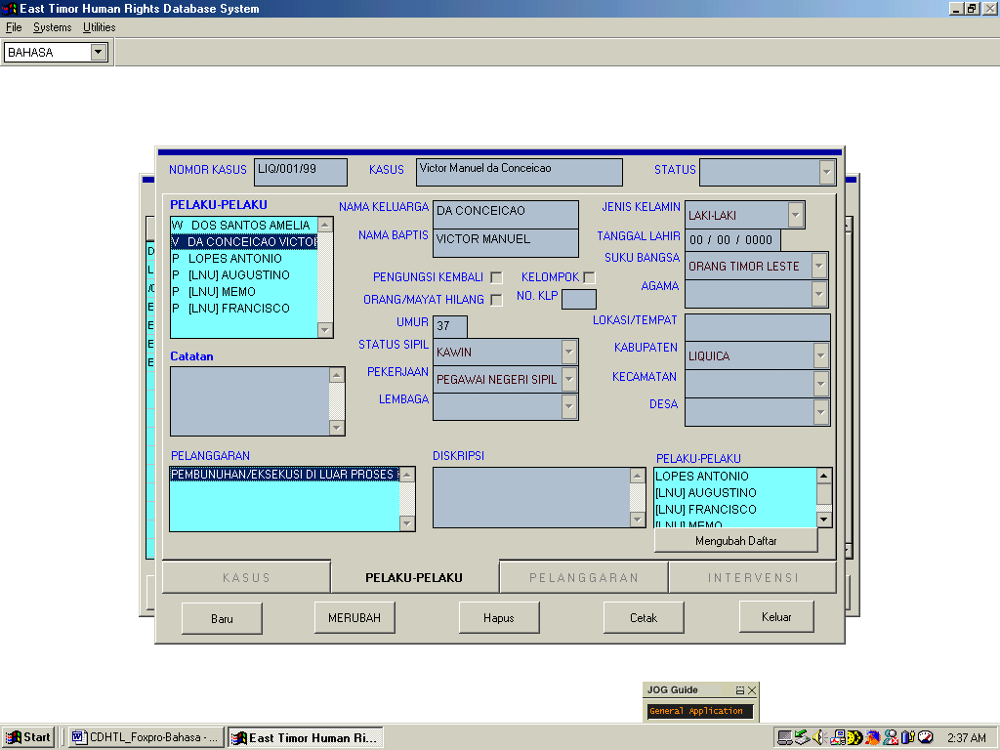 East Timor Human Rights Database System
File Systems Utilities
BAHASA
NOMOR KASUS LIQ/001/99 KASUS Victor Manuel da Conceicao STATUS
PELAKU-PELAKU
W DOS SANTOS AMELIA
V DA CONCEICAO VICTOR
P LOPES ANTONIO
P [LNU] AUGUSTINO
P [LNU] MEMO
P [LNU] FRANCISCO
Catatan
NAMA KELUARGA DA CONCEICAO
NAMA BAPTIS VICTOR MANUEL
PENGUNGSI KEMBALI KELOMPOK
ORANG/MAYAT HILANG NO. KLP
UMUR 37
STATUS SIPIL KAWIN
PEKERJAAN PEGAWAI NEGERI SIPIL
LEMBAGA
JENIS KELAMIN LAKI-LAKI
TANGGAL LAHIR 00 / 00 / 0000
SUKU BANGSA ORANG TIMOR LESTE
AGAMA
LOKASI/TEMPAT
KABUPATEN LIQUICA
KECAMATAN
DESA
PELANGGARAN
PEMBUNUHAN/EKSEKUSI DI LUAR PROSES
DISKRIPSI
PELAKU-PELAKU
LOPES ANTONIO
[LNU] AUGUSTINO
[LNU] FRANCISCO
[LNU] MEMO
Mengubah Daftar
KASUS PELAKU-PELAKU PELANGGARAN INTERVENSI
Baru MERUBAH Hapus Cetak Keluar
JOG Guide
General Application
Start CDHTL_Foxpro-Bahasa - ... East Timor Human Ri... 2:37 AM